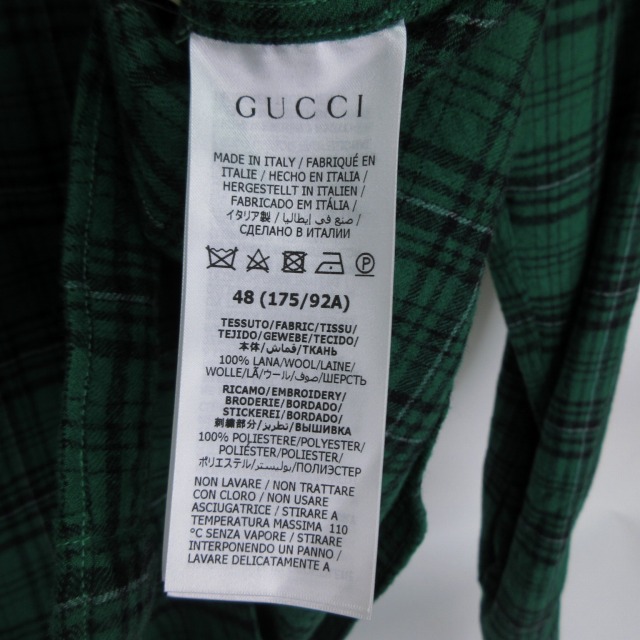 GUCCI
MADE IN ITALY / FABRIQUÉ EN
ITALIE / HECHO EN ITALIA /
HERGESTELLT IN ITALIEN /
FABRICADO EM ITÁLIA /
イタリア製 / صنع في إيطاليا /
СДЕЛАНО В ИТАЛИИ
P
48 (175/92A)
TESSUTO/FABRIC/TISSU/
TEJIDO/GEWEBE/TECIDO/
本体/قماش/ТКАНЬ
100% LANA/WOOL/LAINE/
WOLLE/LÃ/ウール/صوف/ШЕРСТЬ
RICAMO/EMBROIDERY/
BRODERIE/BORDADO/
STICKEREI/BORDADO/
刺繍部分/تطريز/ВЫШИВКА
100% POLIESTERE/POLYESTER/
POLYESTER/POLIÉSTER/
ポリエステル/بوليستر/ПОЛИЭСТЕР
NON LAVARE / NON TRATTARE
CON CLORO / NON USARE
ASCIUGATRICE / STIRARE A
TEMPERATURA MASSIMA 110
°C SENZA VAPORE / STIRARE
INTERPONENDO UN PANNO /
LAVARE DELICATAMENTE A